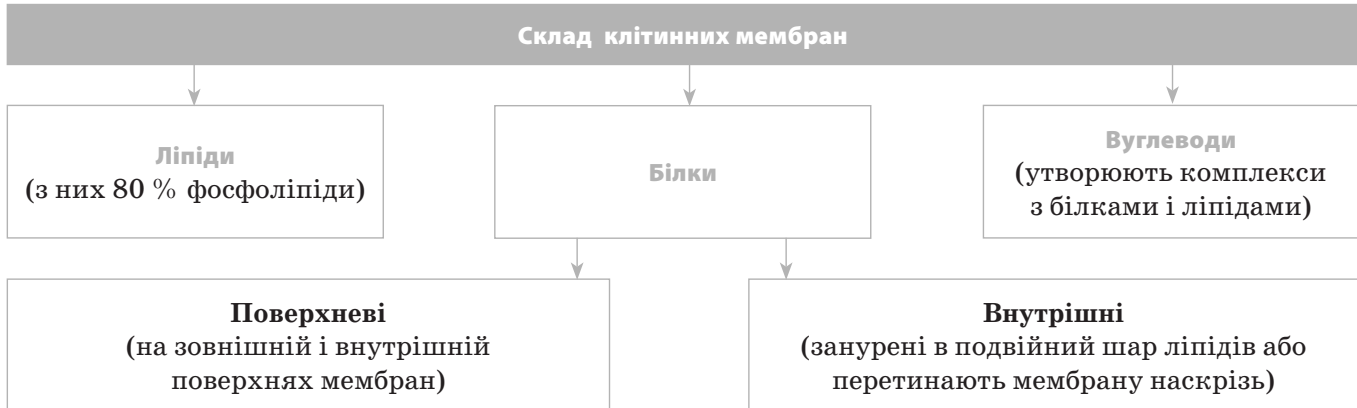 Склад клітинних мембран
Ліпіди
(з них 80 % фосфоліпіди)
Білки
Вуглеводи
(утворюють комплекси
з білками і ліпідами)
Поверхневі
(на зовнішній і внутрішній
поверхнях мембран)
Внутрішні
(занурені в подвійний шар ліпідів або
перетинають мембрану наскрізь)